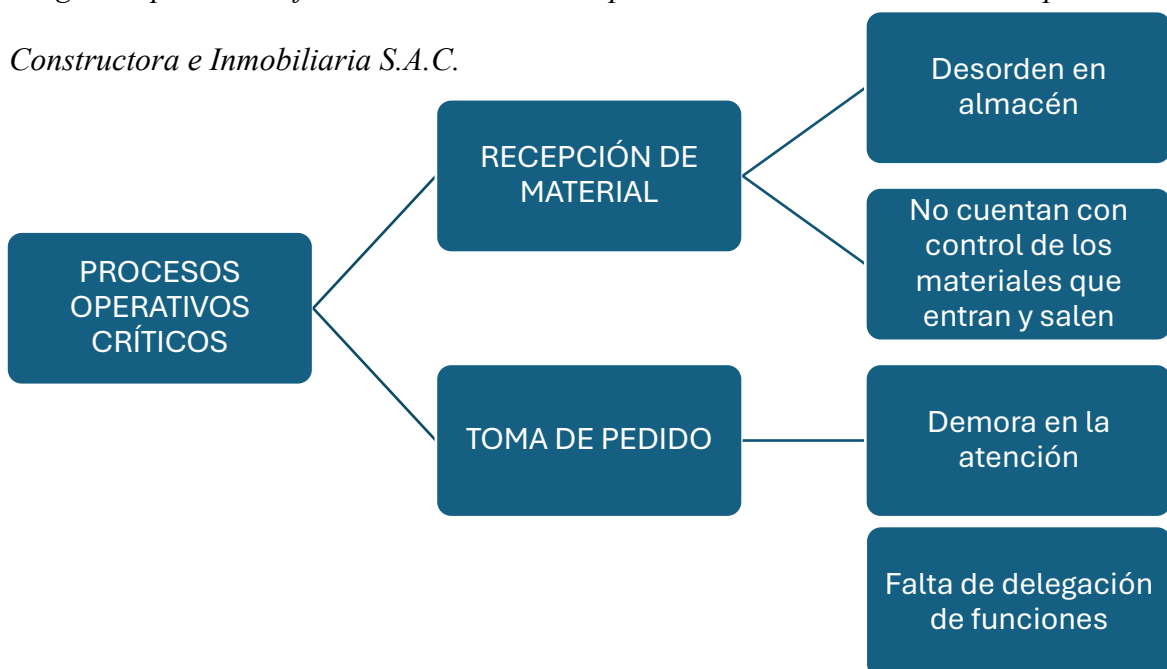 Constructora e Inmobiliaria S.A.C.
PROCESOS
OPERATIVOS
CRÍTICOS
RECEPCIÓN DE
MATERIAL
Desorden en
almacén
No cuentan con
control de los
materiales que
entran y salen
TOMA DE PEDIDO
Demora en la
atención
Falta de delegación
de funciones